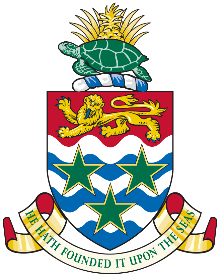 HE HATH FOUNDED IT UPON THE SEAS